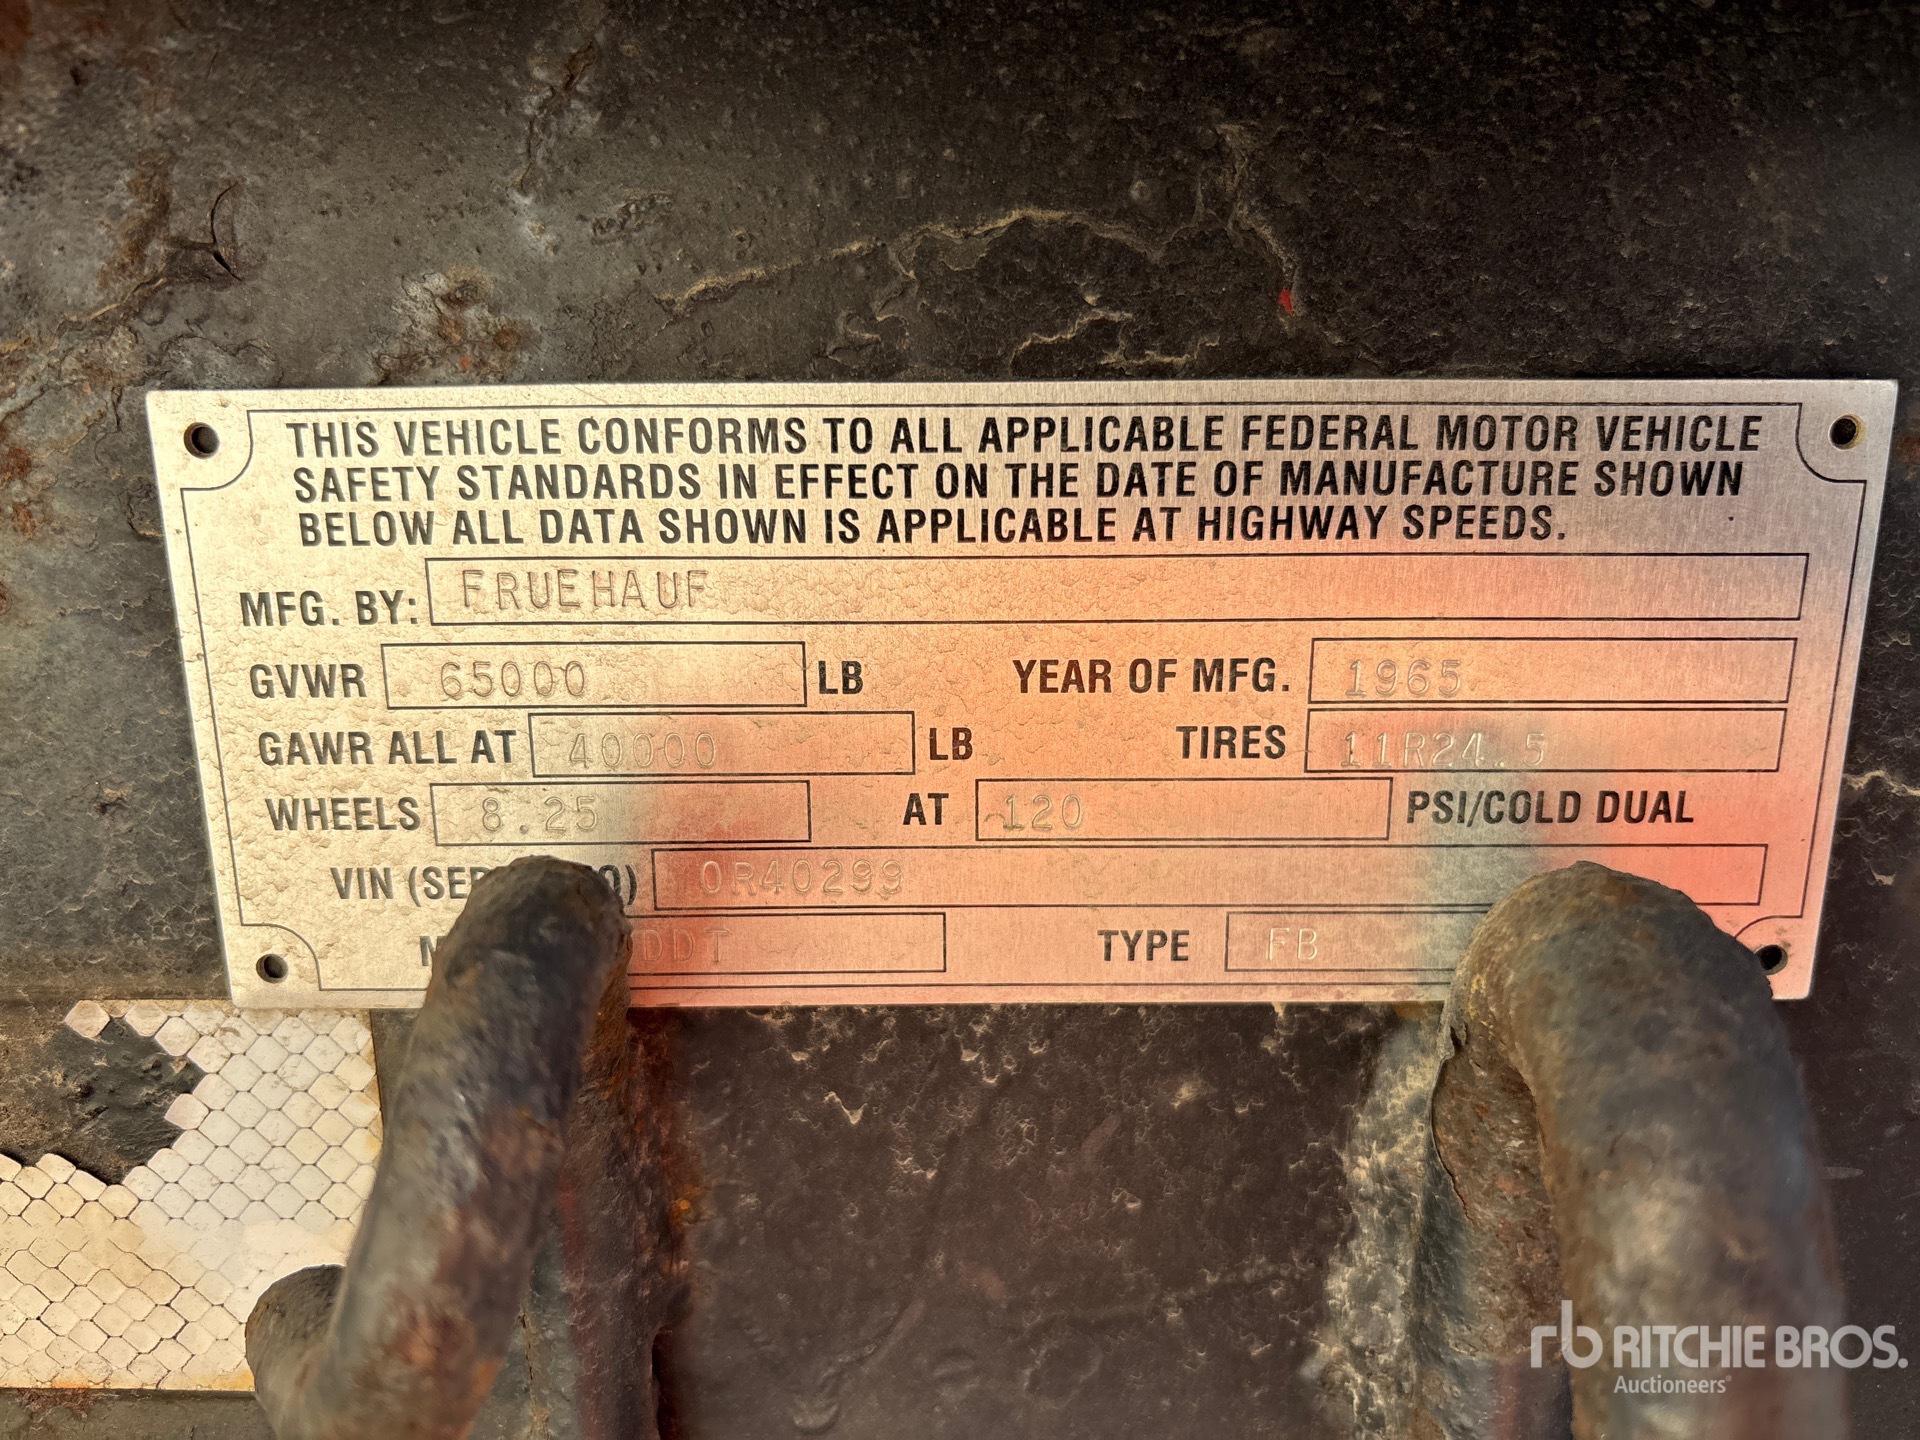 THIS VEHICLE CONFORMS TO ALL APPLICABLE FEDERAL MOTOR VEHICLE
SAFETY STANDARDS IN EFFECT ON THE DATE OF MANUFACTURE SHOWN
BELOW ALL DATA SHOWN IS APPLICABLE AT HIGHWAY SPEEDS.
MFG. BY: FRUEHAUF
GVWR 65000 LB YEAR OF MFG. 1965
GAWR ALL AT 40000 LB TIRES 11R24.5
WHEELS 8.25 AT 120 PSI/COLD DUAL
VIN 0R40299
TYPE FB
rb RITCHIE BROS.
Auctioneers